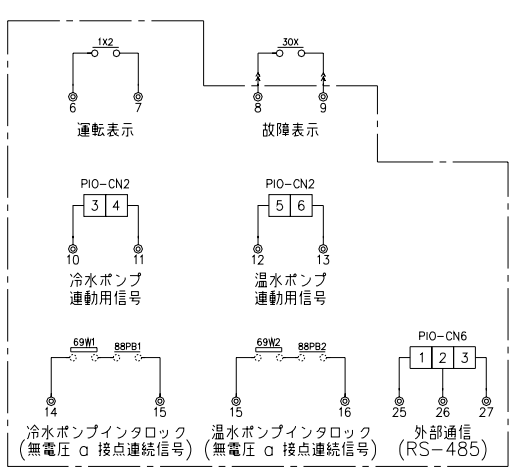 1X2
30X
6 7
8 9
運転表示
故障表示
PIO-CN2
PIO-CN2
3 4
5 6
10 11
12 13
冷水ポンプ
連動用信号
温水ポンプ
連動用信号
69W1 88PB1
69W2 88PB2
PIO-CN6
1 2 3
14 15
15 16
25 26 27
冷水ポンプインタロック
(無電圧 a 接点連続信号)
温水ポンプインタロック
(無電圧 a 接点連続信号)
外部通信
(RS-485)